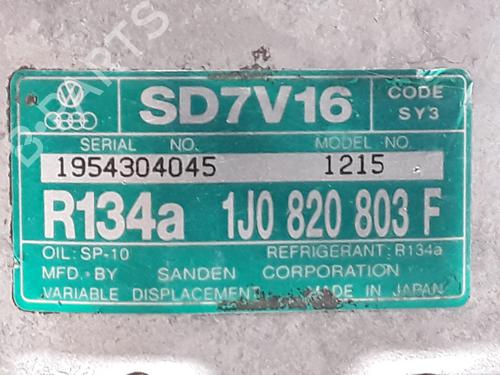 SD7V16
CODE
SY3
SERIAL NO. MODEL NO.
1954304045 1215
R134a 1J0 820 803 F
OIL: SP-10 REFRIGERANT: R134a
MFD. BY SANDEN CORPORATION
VARIABLE DISPLACEMENT MADE IN JAPAN